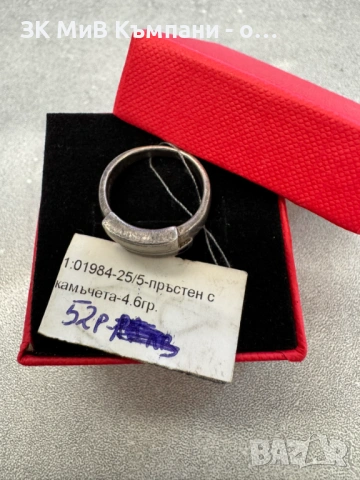 ЗК МиВ Къмпани - о...
1:01984-25/5-пръстен с
камъчета-4.6гр.
52р-
BAZAR